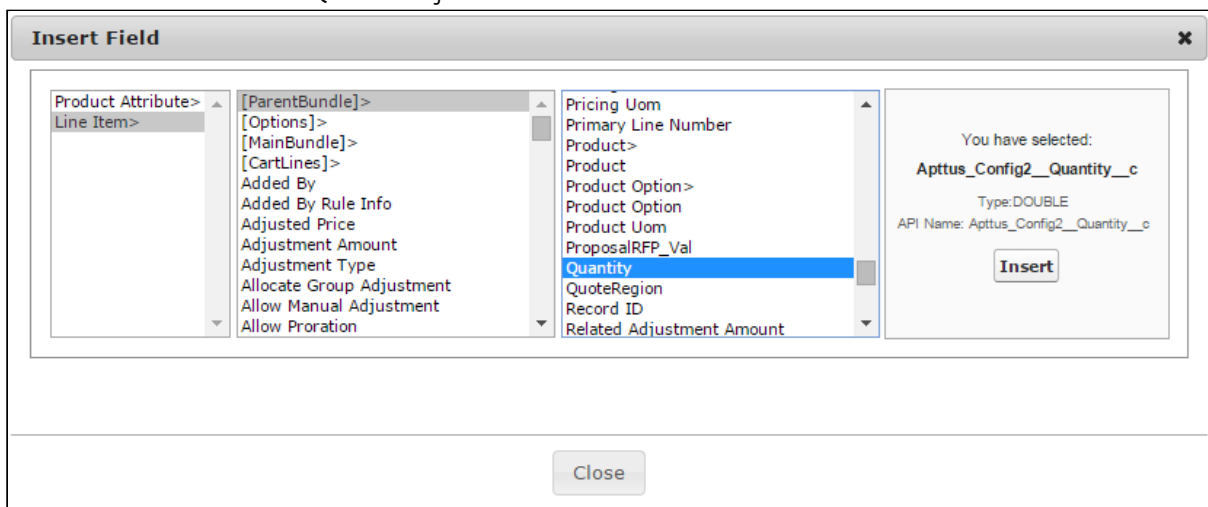 Insert Field
Product Attribute>
Line Item>
[ParentBundle]>
[Options]>
[MainBundle]>
[CartLines]>
Added By
Added By Rule Info
Adjusted Price
Adjustment Amount
Adjustment Type
Allocate Group Adjustment
Allow Manual Adjustment
Allow Proration
Pricing Uom
Primary Line Number
Product>
Product
Product Option>
Product Option
Product Uom
ProposalRFP_Val
Quantity
QuoteRegion
Record ID
Related Adjustment Amount
You have selected:
Apttus_Config2__Quantity__c
Type:DOUBLE
API Name: Apttus_Config2__Quantity__c
Insert
Close